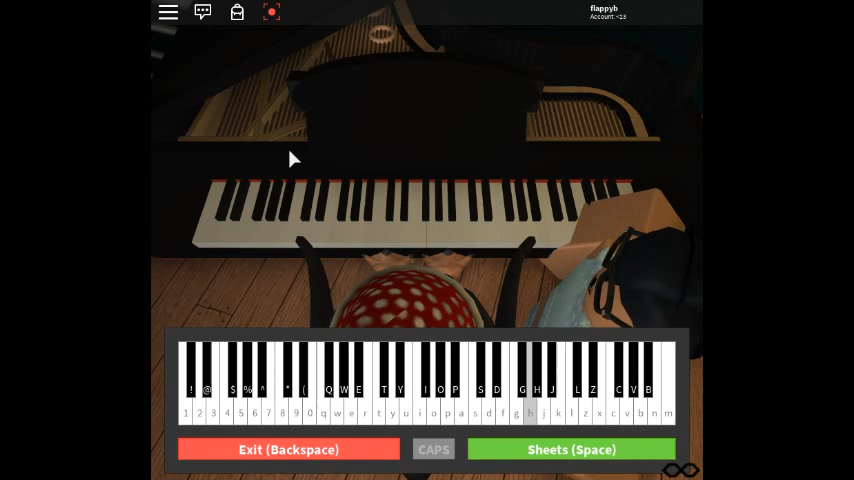 flappyb
Account: <13
! @ $ % ^ * ( Q W E T Y I O P S D G H J L Z C V B
1 2 3 4 5 6 7 8 9 0 q w e r t y u i o p a s d f g h j k l z x c v b n m
Exit (Backspace) CAPS Sheets (Space)